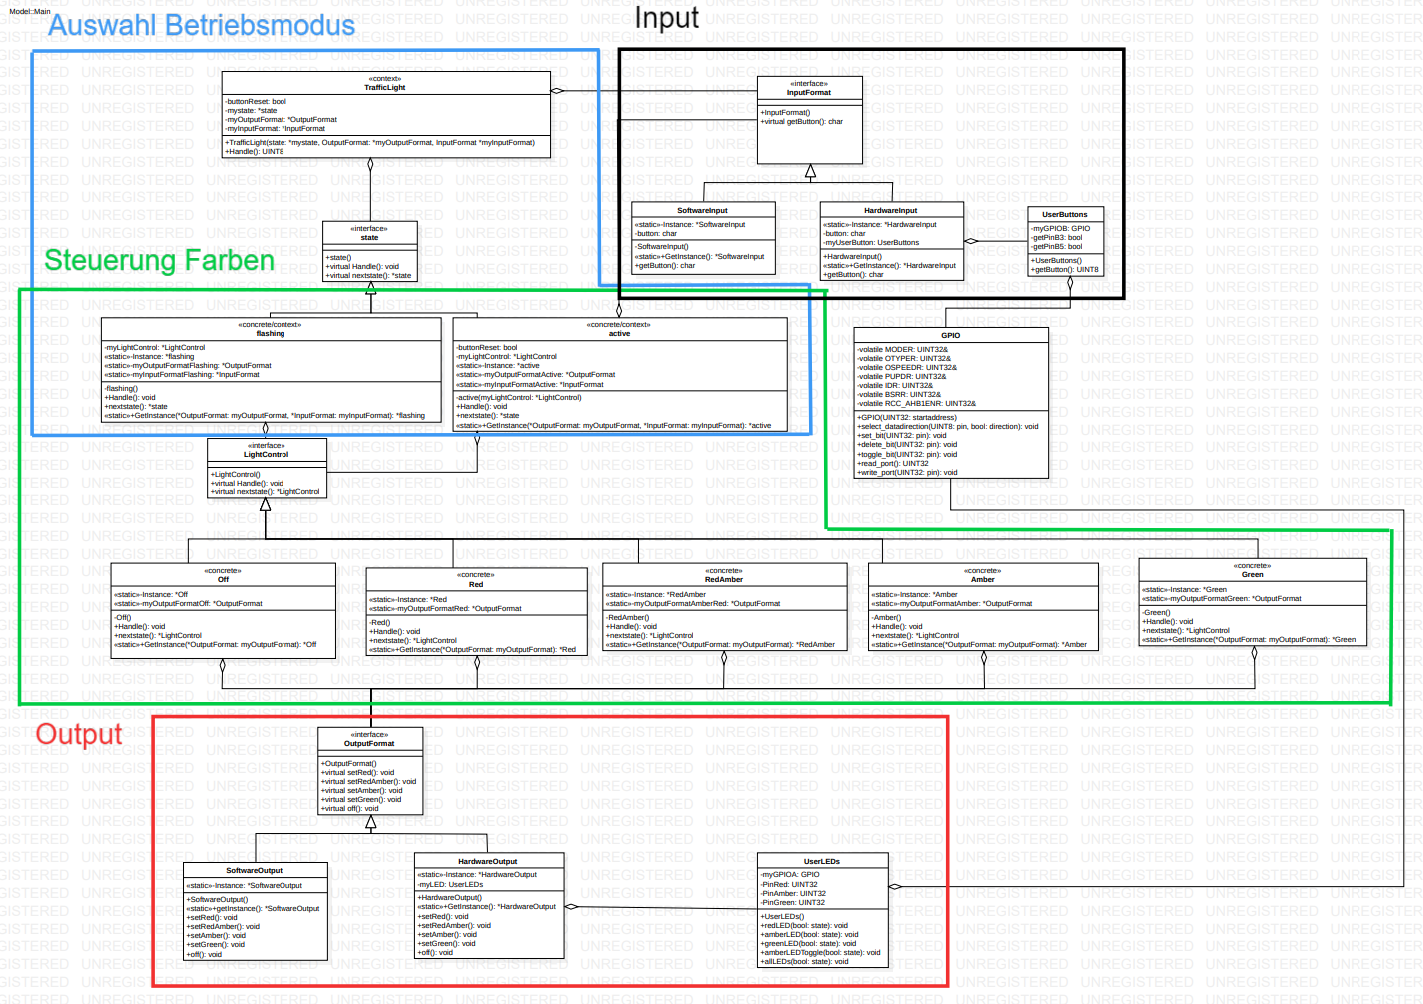 Model::Main
Auswahl Betriebsmodus
Input
«context»
TrafficLight
-buttonReset: bool
-mystate: *state
-myOutputFormat: *OutputFormat
-myInputFormat: *InputFormat
+TrafficLight(state: *mystate, OutputFormat: *myOutputFormat, InputFormat *myInputFormat)
+Handle(): UINT8
«interface»
InputFormat
+InputFormat()
+virtual getButton(): char
SoftwareInput
«static»-Instance: *SoftwareInput
-button: char
-SoftwareInput()
«static»+GetInstance(): *SoftwareInput
+getButton(): char
HardwareInput
«static»-Instance: *HardwareInput
-button: char
-myUserButton: UserButtons
+HardwareInput()
«static»+GetInstance(): *HardwareInput
+getButton(): char
UserButtons
-myGPIOB: GPIO
-getPinB3: bool
-getPinB5: bool
+UserButtons()
+getButton(): UINT8
«interface»
state
+state()
+virtual Handle(): void
+virtual nextstate(): *state
Steuerung Farben
«concrete/context»
flashing
-myLightControl: *LightControl
«static»-Instance: *flashing
«static»-myOutputFormatFlashing: *OutputFormat
«static»-myInputFormatFlashing: *InputFormat
-flashing()
+Handle(): void
+nextstate(): *state
«static»+GetInstance(*OutputFormat: myOutputFormat, *InputFormat: myInputFormat): *flashing
«concrete/context»
active
-buttonReset: bool
-myLightControl: *LightControl
«static»-Instance: *active
«static»-myOutputFormatActive: *OutputFormat
«static»-myInputFormatActive: *InputFormat
-active(myLightControl: *LightControl)
+Handle(): void
+nextstate(): *state
«static»+GetInstance(*OutputFormat: myOutputFormat, *InputFormat: myInputFormat): *active
GPIO
-volatile MODER: UINT32&
-volatile OTYPER: UINT32&
-volatile OSPEEDR: UINT32&
-volatile PUPDR: UINT32&
-volatile IDR: UINT32&
-volatile BSRR: UINT32&
-volatile RCC_AHB1ENR: UINT32&
+GPIO(UINT32: startaddress)
+select_datadirection(UINT8: pin, bool: direction): void
+set_bit(UINT32: pin): void
+delete_bit(UINT32: pin): void
+toggle_bit(UINT32: pin): void
+read_port(): UINT32
+write_port(UINT32: pin): void
«interface»
LightControl
+LightControl()
+virtual Handle(): void
+virtual nextstate(): *LightControl
«concrete»
Off
«static»-Instance: *Off
«static»-myOutputFormatOff: *OutputFormat
-Off()
+Handle(): void
+nextstate(): *LightControl
«static»+GetInstance(*OutputFormat: myOutputFormat): *Off
«concrete»
Red
«static»-Instance: *Red
«static»-myOutputFormatRed: *OutputFormat
-Red()
+Handle(): void
+nextstate(): *LightControl
«static»+GetInstance(*OutputFormat: myOutputFormat): *Red
«concrete»
RedAmber
«static»-Instance: *RedAmber
«static»-myOutputFormatAmberRed: *OutputFormat
-RedAmber()
+Handle(): void
+nextstate(): *LightControl
«static»+GetInstance(*OutputFormat: myOutputFormat): *RedAmber
«concrete»
Amber
«static»-Instance: *Amber
«static»-myOutputFormatAmber: *OutputFormat
-Amber()
+Handle(): void
+nextstate(): *LightControl
«static»+GetInstance(*OutputFormat: myOutputFormat): *Amber
«concrete»
Green
«static»-Instance: *Green
«static»-myOutputFormatGreen: *OutputFormat
-Green()
+Handle(): void
+nextstate(): *LightControl
«static»+GetInstance(*OutputFormat: myOutputFormat): *Green
Output
«interface»
OutputFormat
+OutputFormat()
+virtual setRed(): void
+virtual setRedAmber(): void
+virtual setAmber(): void
+virtual setGreen(): void
+virtual off(): void
SoftwareOutput
«static»-Instance: *SoftwareOutput
+SoftwareOutput()
«static»+getInstance(): *SoftwareOutput
+setRed(): void
+setRedAmber(): void
+setAmber(): void
+setGreen(): void
+off(): void
HardwareOutput
«static»-Instance: *HardwareOutput
-myLED: UserLEDs
+HardwareOutput()
«static»+GetInstance(): *HardwareOutput
+setRed(): void
+setRedAmber(): void
+setAmber(): void
+setGreen(): void
+off(): void
UserLEDs
-myGPIOA: GPIO
-PinRed: UINT32
-PinAmber: UINT32
-PinGreen: UINT32
+UserLEDs()
+redLED(bool: state): void
+amberLED(bool: state): void
+greenLED(bool: state): void
+amberLEDToggle(bool: state): void
+allLEDs(bool: state): void